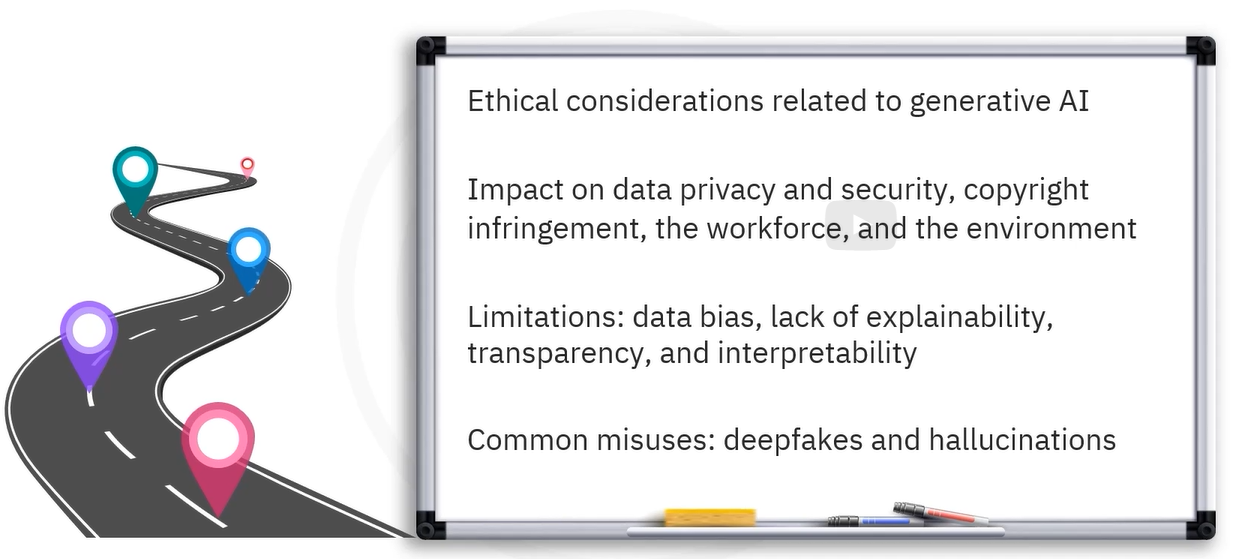 Ethical considerations related to generative AI
Impact on data privacy and security, copyright
infringement, the workforce, and the environment
Limitations: data bias, lack of explainability,
transparency, and interpretability
Common misuses: deepfakes and hallucinations